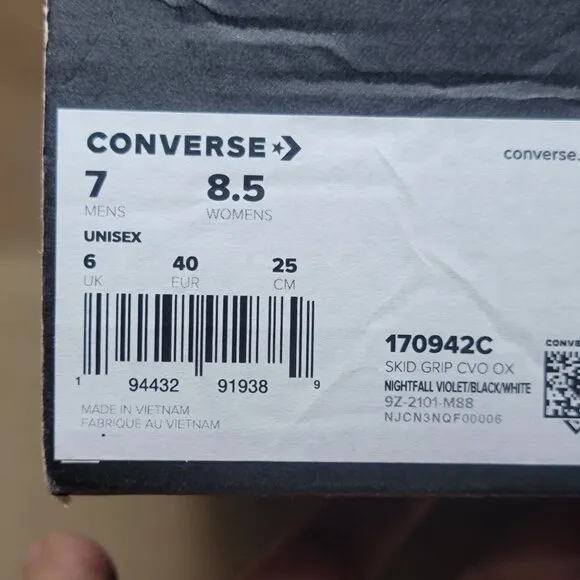 CONVERSE
converse.
7 8.5
MENS WOMENS
UNISEX
6 40 25
UK EUR CM
1 94432 91938 9
MADE IN VIETNAM
FABRIQUE AU VIETNAM
170942C
SKID GRIP CVO OX
NIGHTFALL VIOLET/BLACK/WHITE
9Z-2101-M88
NJCN3NQF00006
CONVE